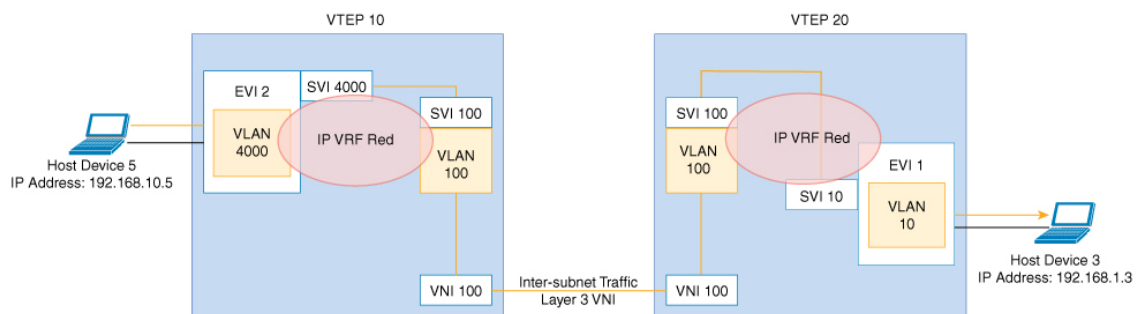 VTEP 10
VTEP 20
EVI 2
SVI 4000
VLAN
4000
IP VRF Red
SVI 100
VLAN
100
VNI 100
Host Device 5
IP Address: 192.168.10.5
Inter-subnet Traffic
Layer 3 VNI
SVI 100
VLAN
100
VNI 100
IP VRF Red
SVI 10
EVI 1
VLAN
10
Host Device 3
IP Address: 192.168.1.3